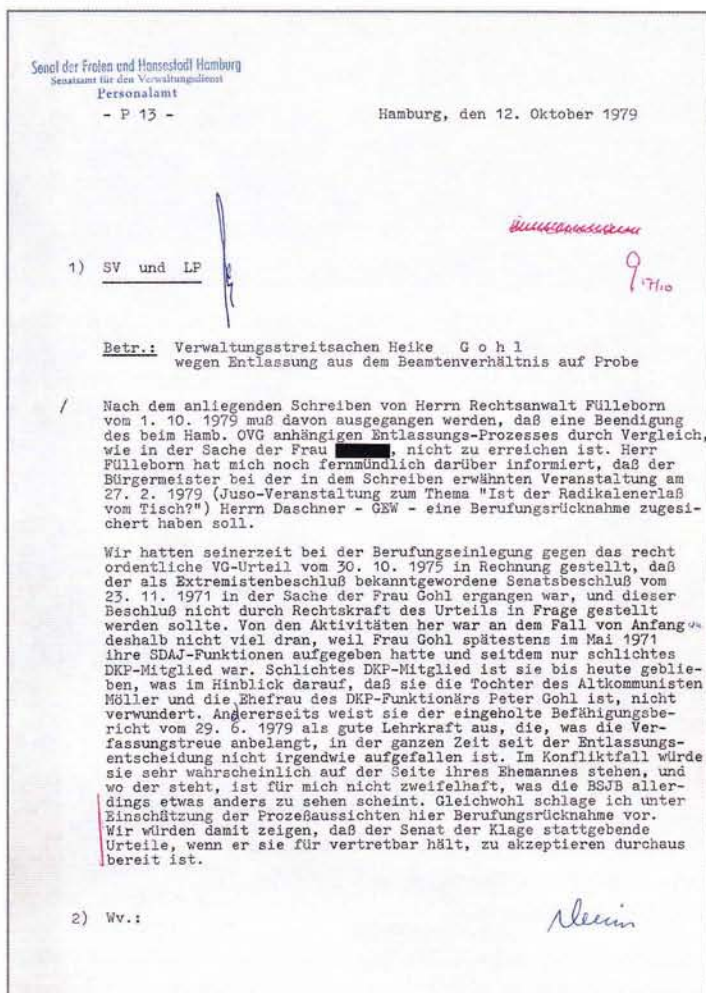 Senat der Freien und Hansestadt Hamburg
Senatsamt für den Verwaltungsdienst
Personalamt
- P 13 -
Hamburg, den 12. Oktober 1979
17/10
1) SV und LP
Betr.: Verwaltungsstreitsachen Heike G o h l
wegen Entlassung aus dem Beamtenverhältnis auf Probe
/ Nach dem anliegenden Schreiben von Herrn Rechtsanwalt Fülleborn
vom 1. 10. 1979 muß davon ausgegangen werden, daß eine Beendigung
des beim Hamb. OVG anhängigen Entlassungs-Prozesses durch Vergleich,
wie in der Sache der Frau , nicht zu erreichen ist. Herr
Fülleborn hat mich noch fernmündlich darüber informiert, daß der
Bürgermeister bei der in dem Schreiben erwähnten Veranstaltung am
27. 2. 1979 (Juso-Veranstaltung zum Thema "Ist der Radikalenerlaß
vom Tisch?") Herrn Daschner - GEW - eine Berufungsrücknahme zugesi-
chert haben soll.
Wir hatten seinerzeit bei der Berufungseinlegung gegen das recht
ordentliche VG-Urteil vom 30. 10. 1975 in Rechnung gestellt, daß
der als Extremistenbeschluß bekanntgewordene Senatsbeschluß vom
23. 11. 1971 in der Sache der Frau Gohl ergangen war, und dieser
Beschluß nicht durch Rechtskraft des Urteils in Frage gestellt
werden sollte. Von den Aktivitäten her war an dem Fall von Anfang an
deshalb nicht viel dran, weil Frau Gohl spätestens im Mai 1971
ihre SDAJ-Funktionen aufgegeben hatte und seitdem nur schlichtes
DKP-Mitglied war. Schlichtes DKP-Mitglied ist sie bis heute geblie-
ben, was im Hinblick darauf, daß sie die Tochter des Altkommunisten
Möller und die Ehefrau des DKP-Funktionärs Peter Gohl ist, nicht
verwundert. Andererseits weist sie der eingeholte Befähigungsbe-
richt vom 29. 6. 1979 als gute Lehrkraft aus, die, was die Ver-
fassungstreue anbelangt, in der ganzen Zeit seit der Entlassungs-
entscheidung nicht irgendwie aufgefallen ist. Im Konfliktfall würde
sie sehr wahrscheinlich auf der Seite ihres Ehemannes stehen, und
wo der steht, ist für mich nicht zweifelhaft, was die BSJB aller-
dings etwas anders zu sehen scheint. Gleichwohl schlage ich unter
Einschätzung der Prozeßaussichten hier Berufungsrücknahme vor.
Wir würden damit zeigen, daß der Senat der Klage stattgebende
Urteile, wenn er sie für vertretbar hält, zu akzeptieren durchaus
bereit ist.
2) Wv.: